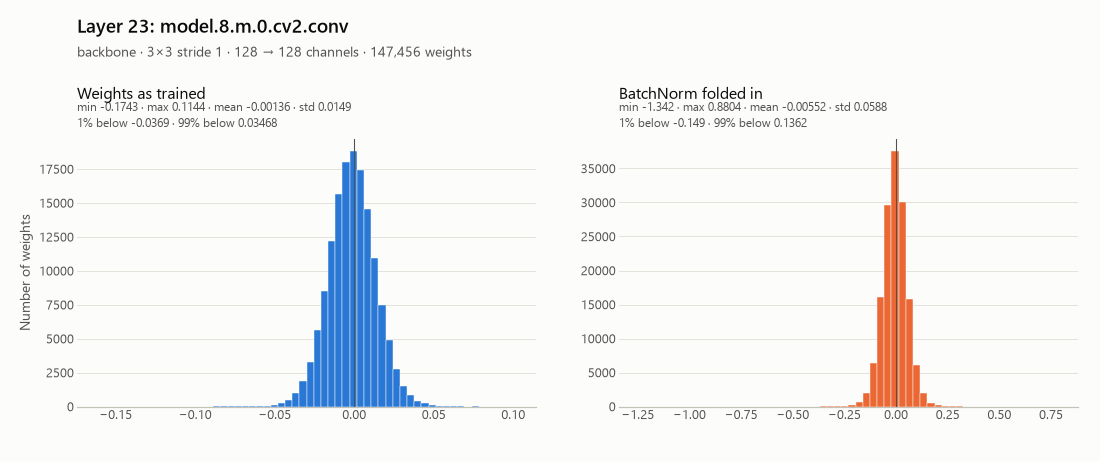 Layer 23: model.8.m.0.cv2.conv
backbone · 3×3 stride 1 · 128 → 128 channels · 147,456 weights
Weights as trained
min -0.1743 · max 0.1144 · mean -0.00136 · std 0.0149
1% below -0.0369 · 99% below 0.03468
Number of weights
17500
15000
12500
10000
7500
5000
2500
0
−0.15 −0.10 −0.05 0.00 0.05 0.10
BatchNorm folded in
min -1.342 · max 0.8804 · mean -0.00552 · std 0.0588
1% below -0.149 · 99% below 0.1362
35000
30000
25000
20000
15000
10000
5000
0
−1.25 −1.00 −0.75 −0.50 −0.25 0.00 0.25 0.50 0.75